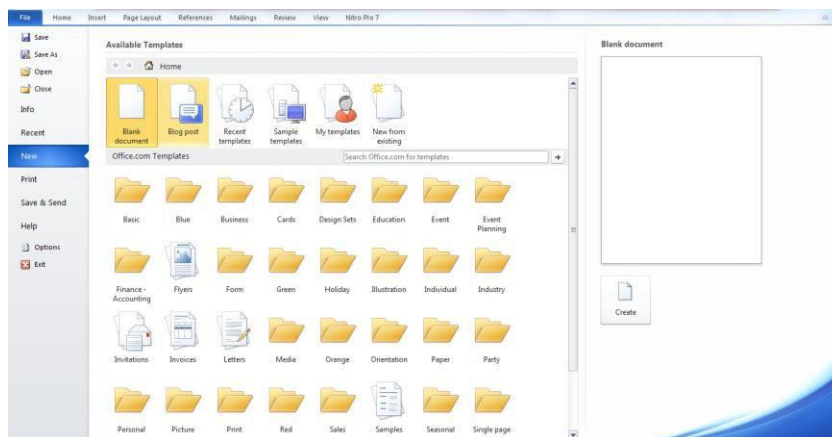 File Home Insert Page Layout References Mailings Review View Nitro Pro 7
Save
Save As
Open
Close
Info
Recent
New
Print
Save & Send
Help
Options
Exit
Available Templates
Home
Blank document
Blog post
Recent templates
Sample templates
My templates
New from existing
Office.com Templates
Search Office.com for templates
Basic Blue Business Cards Design Sets Education Event Event Planning
Finance - Accounting Flyers Form Green Holiday Illustration Individual Industry
Invitations Invoices Letters Media Orange Orientation Paper Party
Personal Picture Print Red Sales Samples Seasonal Single page
Blank document
Create